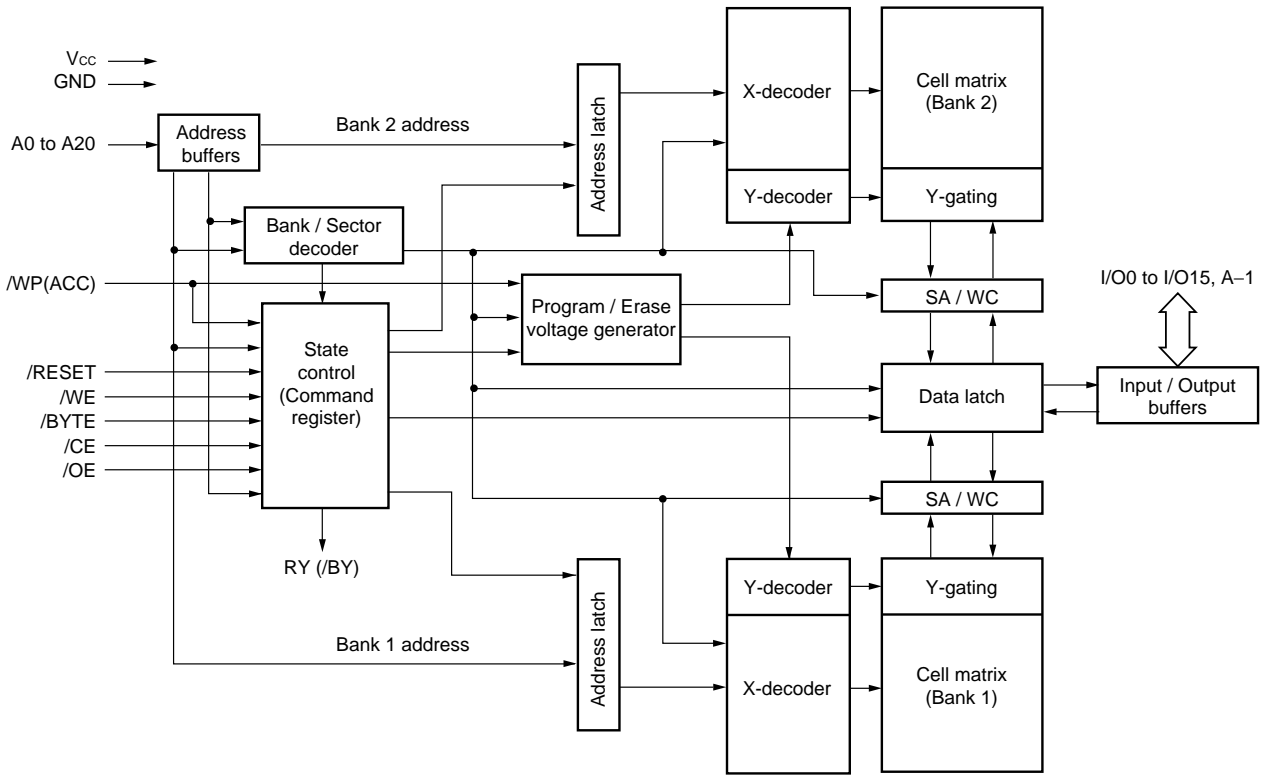 Vcc
GND
A0 to A20
Address
buffers
Bank 2 address
Address latch
X-decoder
Cell matrix
(Bank 2)
Y-decoder
Y-gating
Bank / Sector
decoder
/WP(ACC)
Program / Erase
voltage generator
SA / WC
I/O0 to I/O15, A−1
State
control
(Command
register)
/RESET
/WE
/BYTE
/CE
/OE
Data latch
Input / Output
buffers
SA / WC
RY (/BY)
Address latch
Y-decoder
Y-gating
Bank 1 address
X-decoder
Cell matrix
(Bank 1)